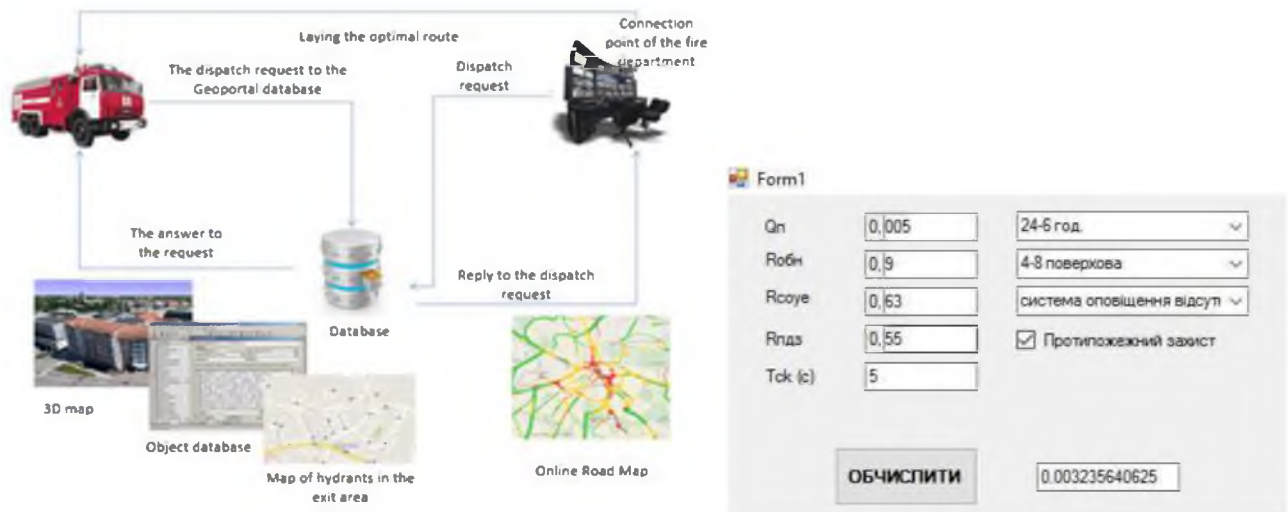 Laying the optimal route
Connection
point of the fire
department
The dispatch request to the
Geoportal database
Dispatch
request
The answer to
the request
Reply to the dispatch
request
Database
3D map
Object database
Map of hydrants in the
exit area
Online Road Map
Form1
Qп 0,005 24-6 год.
Rобн 0,9 4-8 поверхова
Rсоуе 0,63 система оповіщення відсут
Rпдз 0,55 Протипожежний захист
Tck (c) 5
ОБЧИСЛИТИ 0.003235640625